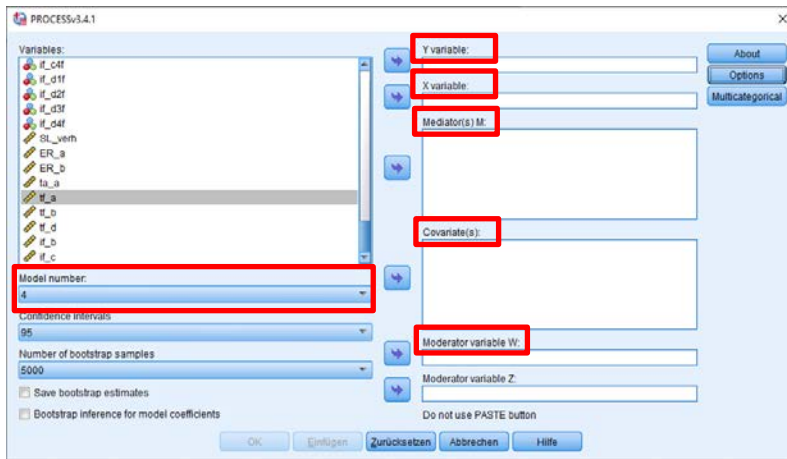 PROCESSv3.4.1
Variables:
if_c4f
if_d1f
if_d2f
if_d3f
if_d4f
SL_verh
ER_a
ER_b
ta_a
tf_a
tf_b
tf_d
if_b
if_c
Model number:
4
Confidence intervals
95
Number of bootstrap samples
5000
Save bootstrap estimates
Bootstrap inference for model coefficients
Y variable:
X variable:
Mediator(s) M:
Covariate(s):
Moderator variable W:
Moderator variable Z:
Do not use PASTE button
About
Options
Multicategorical
OK
Einfügen
Zurücksetzen
Abbrechen
Hilfe